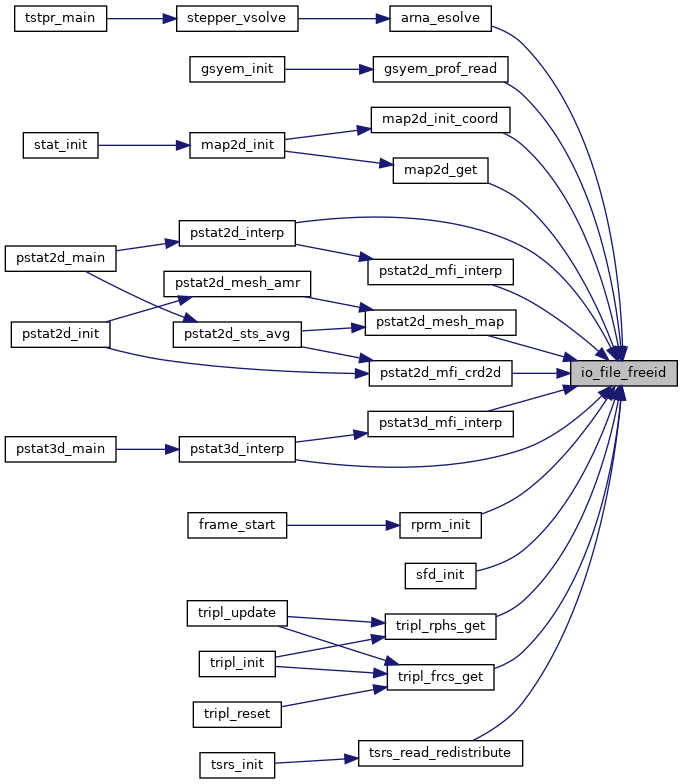 tstpr_main
stepper_vsolve
arna_esolve
gsyem_init
gsyem_prof_read
map2d_init_coord
stat_init
map2d_init
map2d_get
pstat2d_interp
pstat2d_main
pstat2d_mfi_interp
pstat2d_mesh_amr
pstat2d_mesh_map
pstat2d_init
pstat2d_sts_avg
pstat2d_mfi_crd2d
io_file_freeid
pstat3d_mfi_interp
pstat3d_main
pstat3d_interp
frame_start
rprm_init
sfd_init
tripl_update
tripl_rphs_get
tripl_init
tripl_frcs_get
tripl_reset
tsrs_read_redistribute
tsrs_init